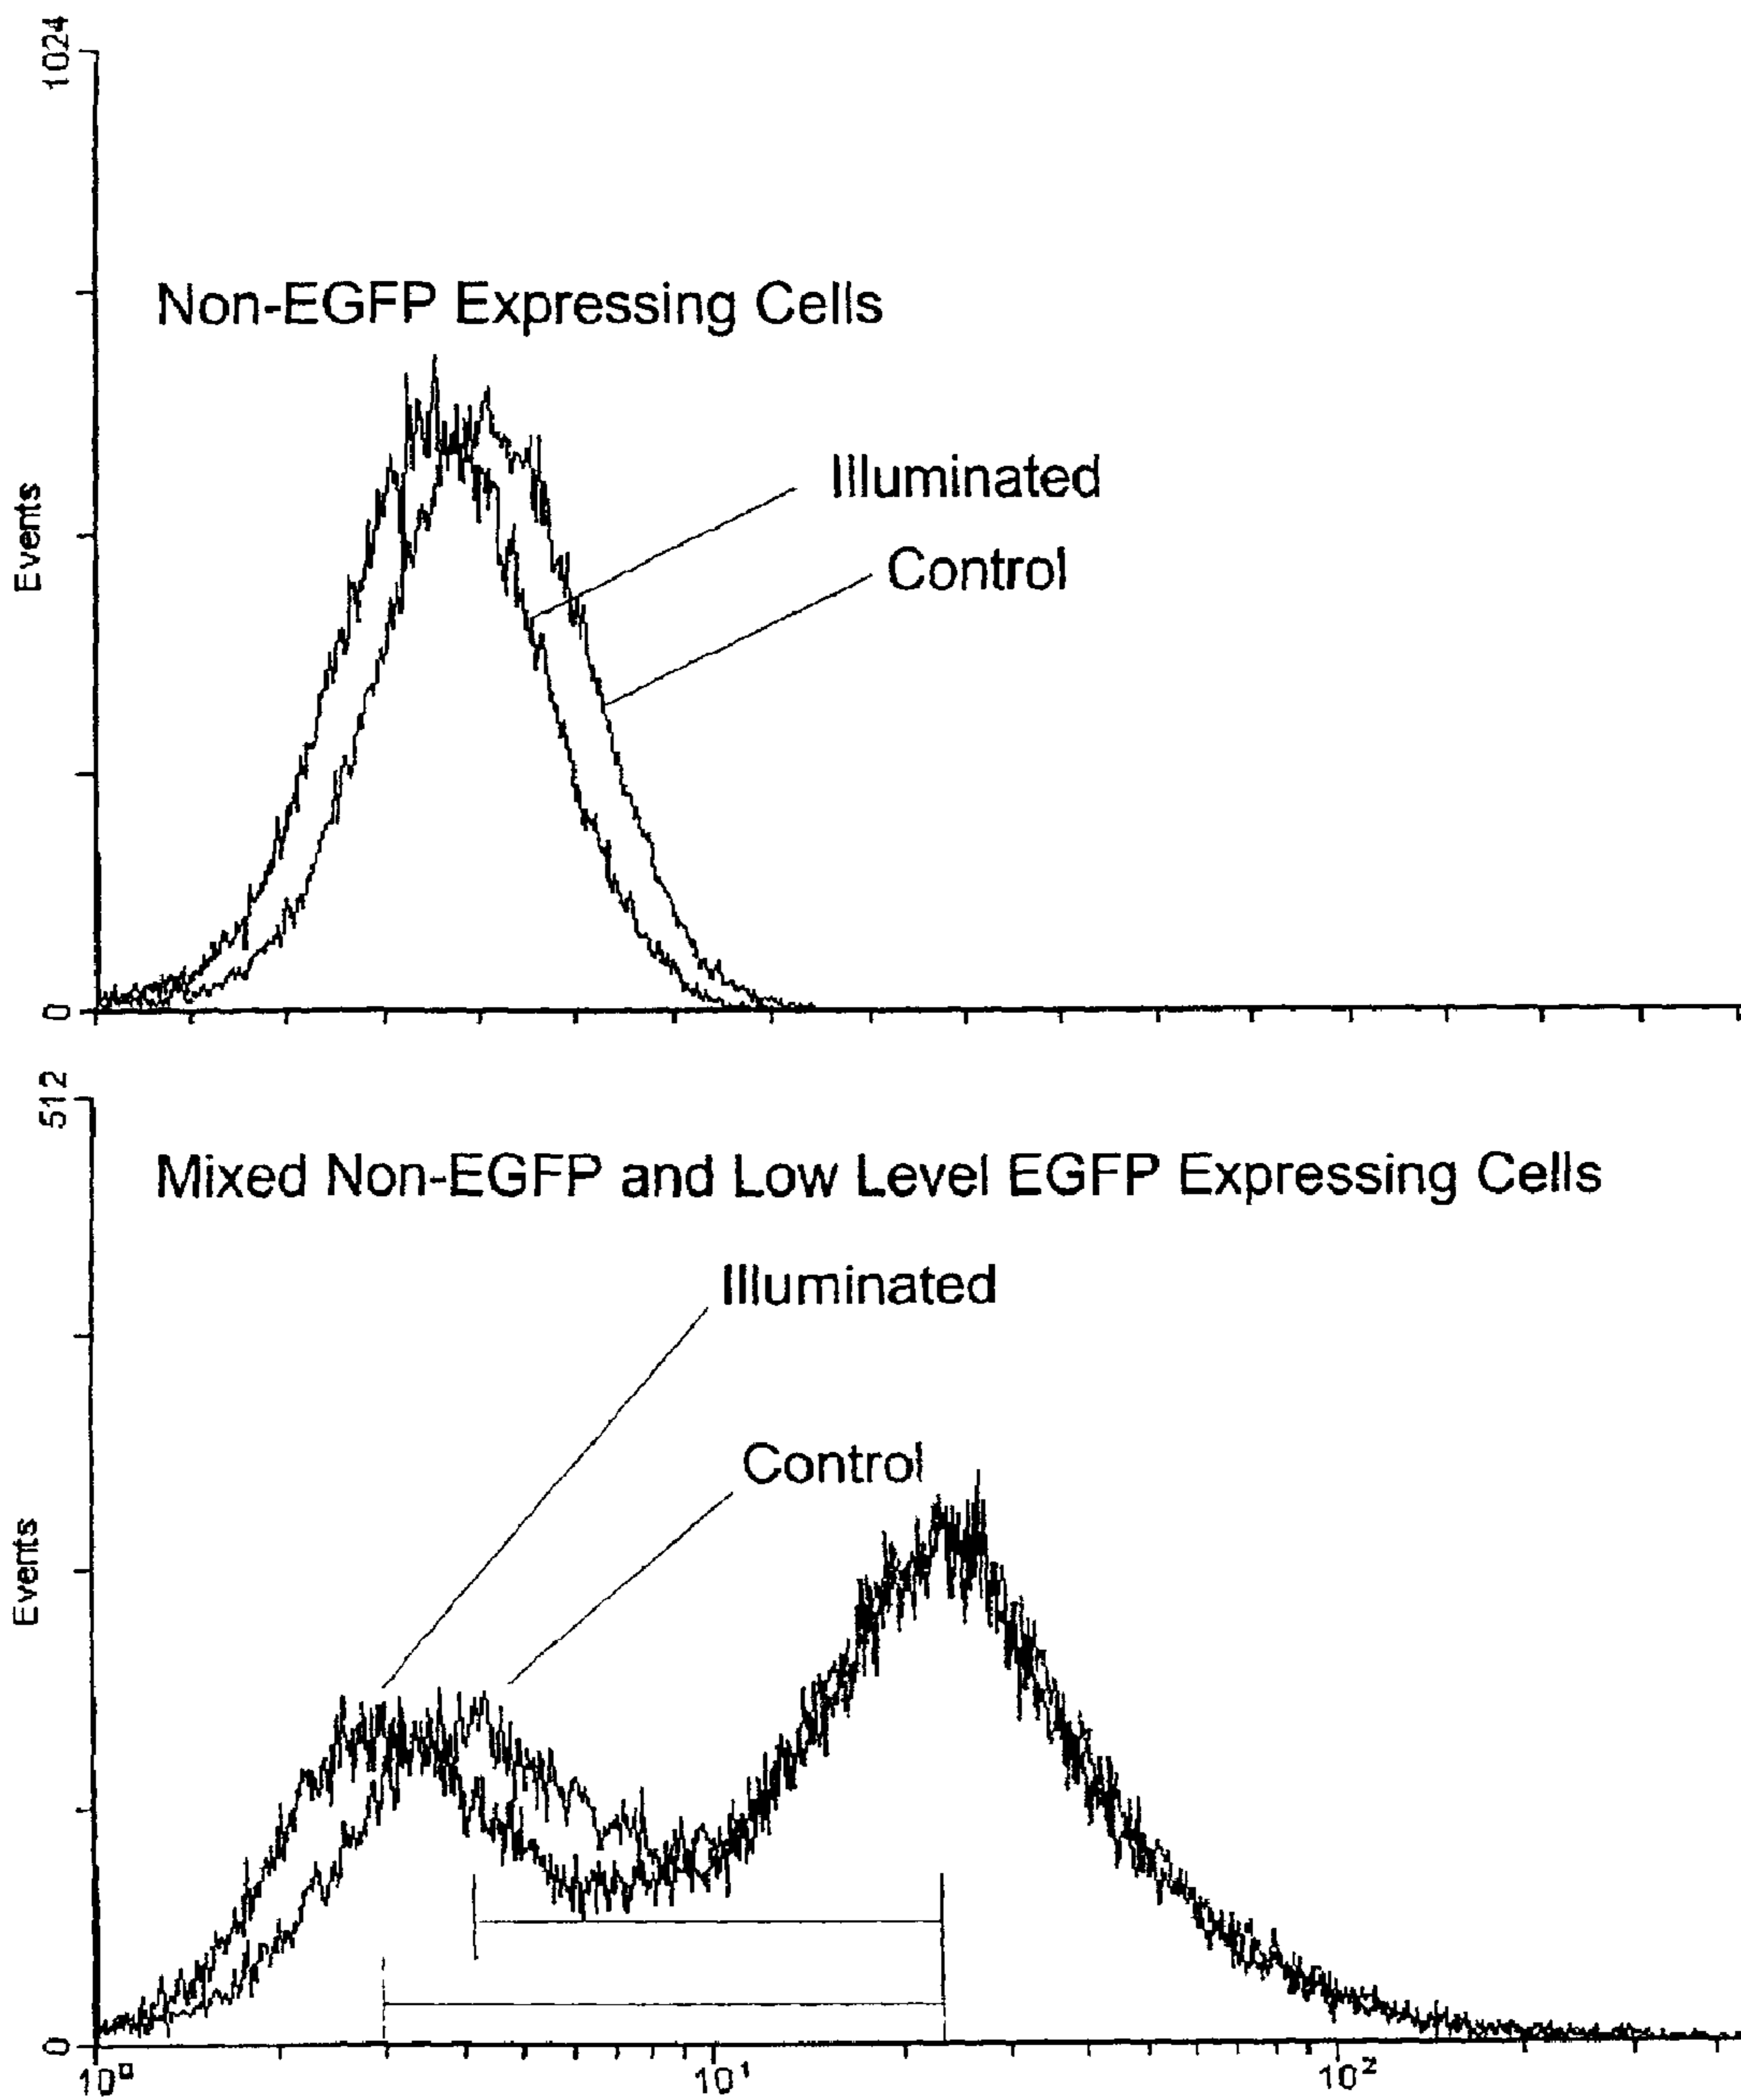 1024
Non-EGFP Expressing Cells
Illuminated
Control
Events
0
512
Mixed Non-EGFP and Low Level EGFP Expressing Cells
Illuminated
Control
Events
0
10⁰
10¹
10²